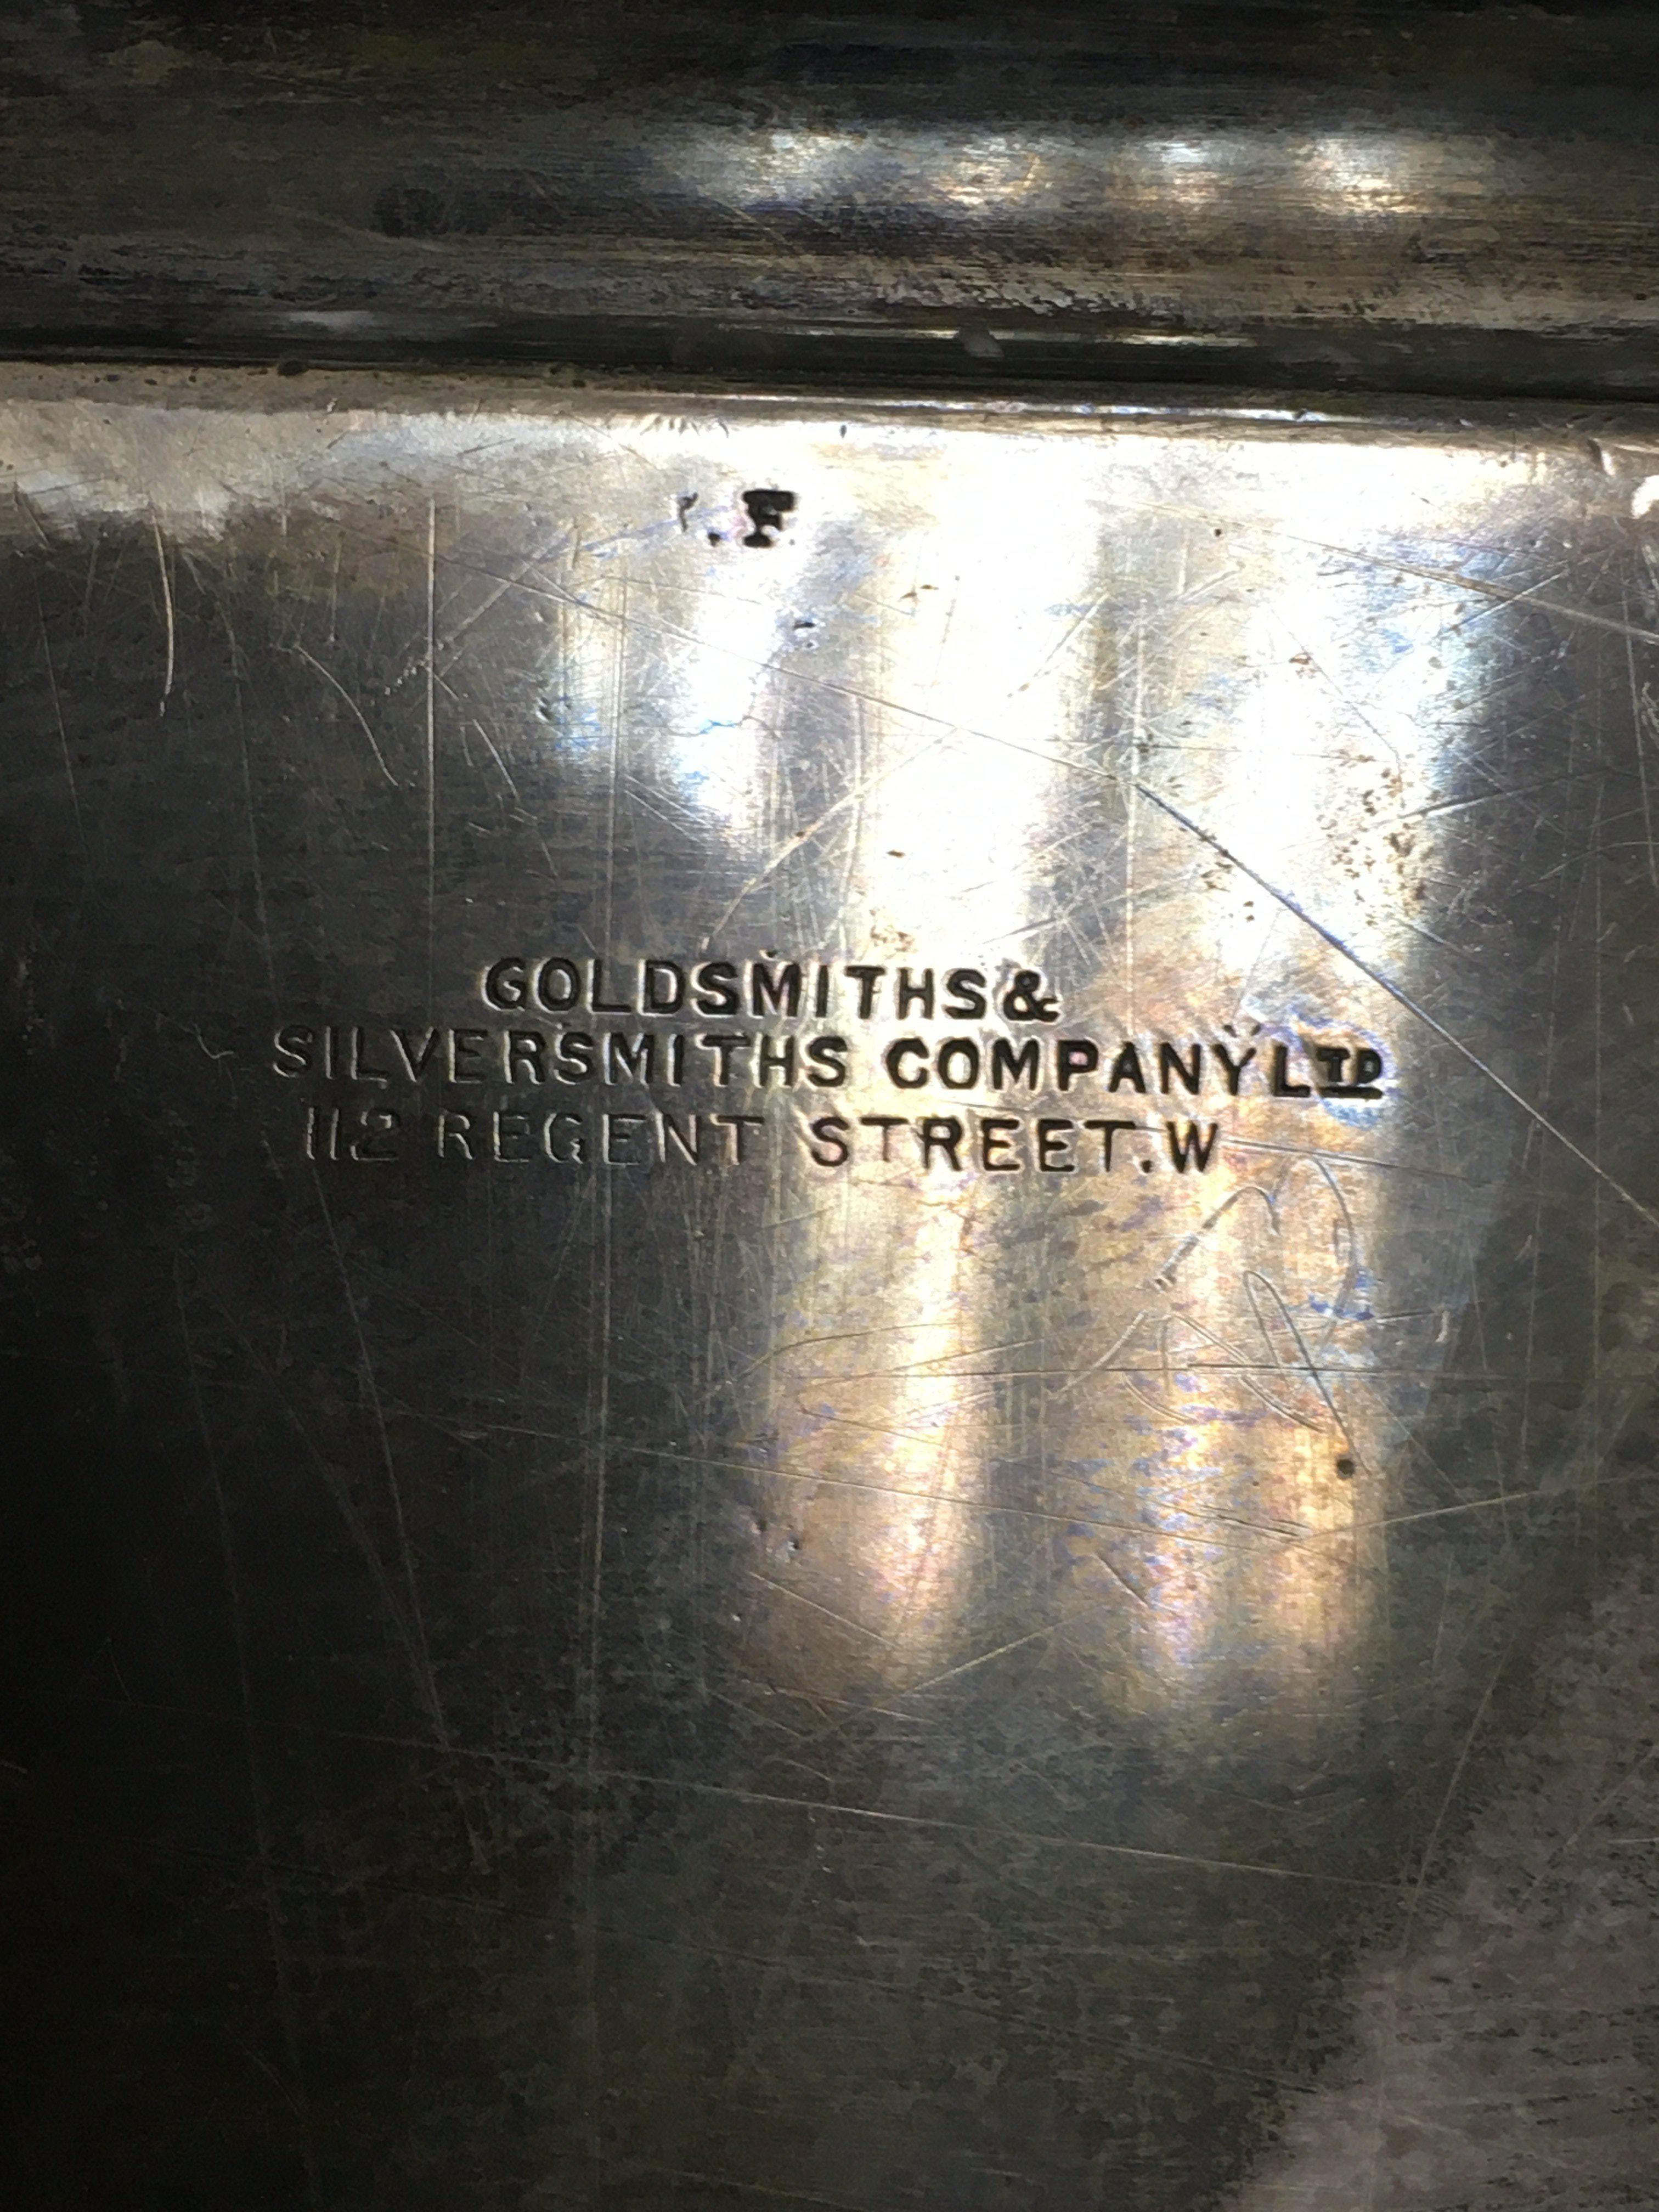 .F
GOLDSMITHS &
SILVERSMITHS COMPANY LTD
112 REGENT STREET. W